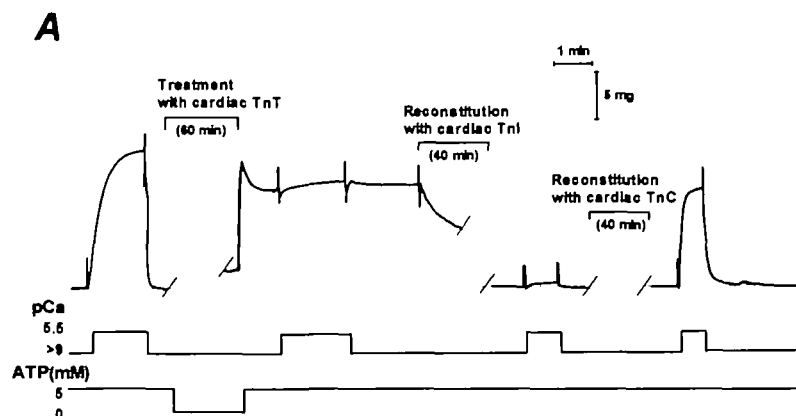 A
1 min
5 mg
Treatment
with cardiac TnT
(60 min)
Reconstitution
with cardiac TnI
(40 min)
Reconstitution
with cardiac TnC
(40 min)
pCa
5.5
>9
ATP(mM)
5
0